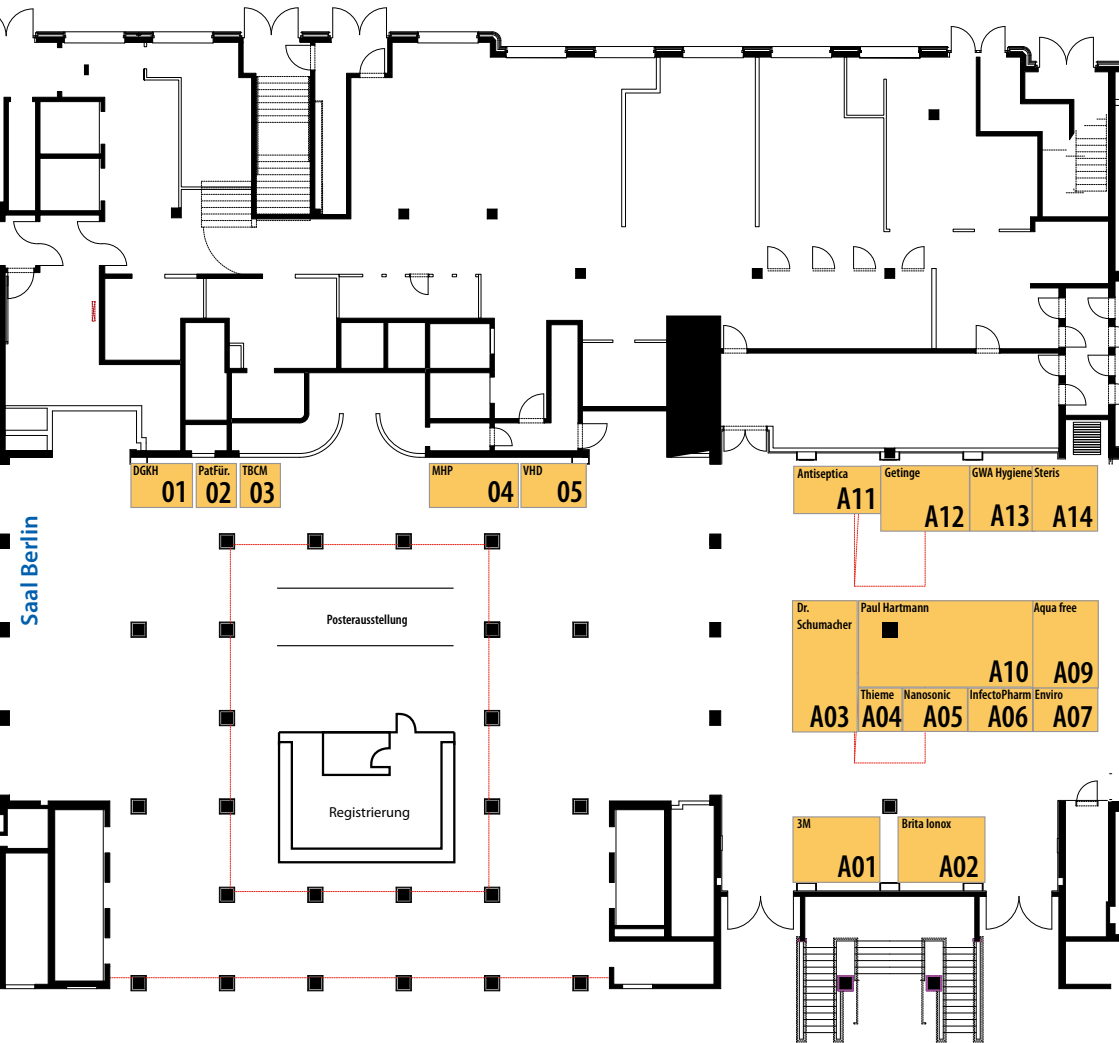 DGKH
01
PatFür.
02
TBCM
03
MHP
04
VHD
05
Antiseptica
A11
Getinge
A12
GWA Hygiene
A13
Steris
A14
Saal Berlin
Posterausstellung
Dr.
Schumacher
A03
Paul Hartmann
A10
Aqua free
A09
Thieme
A04
Nanosonic
A05
InfectoPharm
A06
Enviro
A07
Registrierung
3M
A01
Brita Ionox
A02